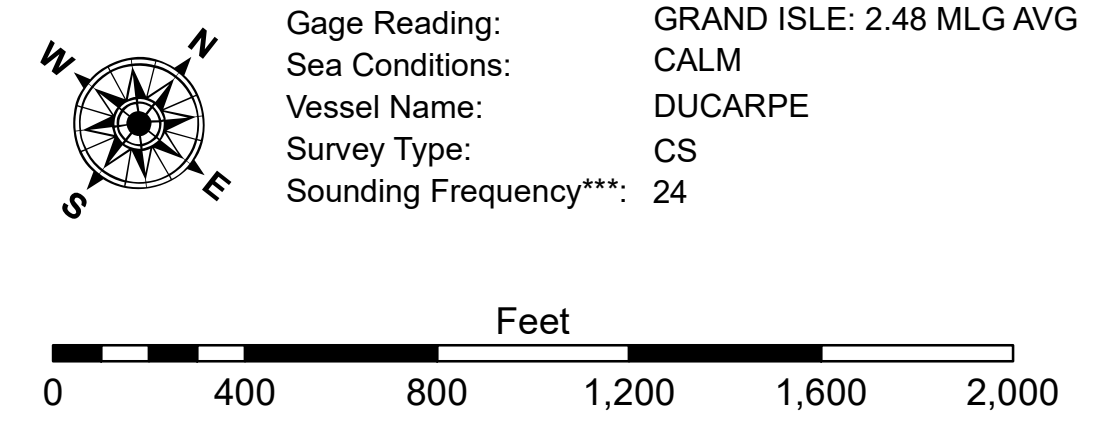 N
W
E
S
Gage Reading: GRAND ISLE: 2.48 MLG AVG
Sea Conditions: CALM
Vessel Name: DUCARPE
Survey Type: CS
Sounding Frequency***: 24
Feet
0 400 800 1,200 1,600 2,000